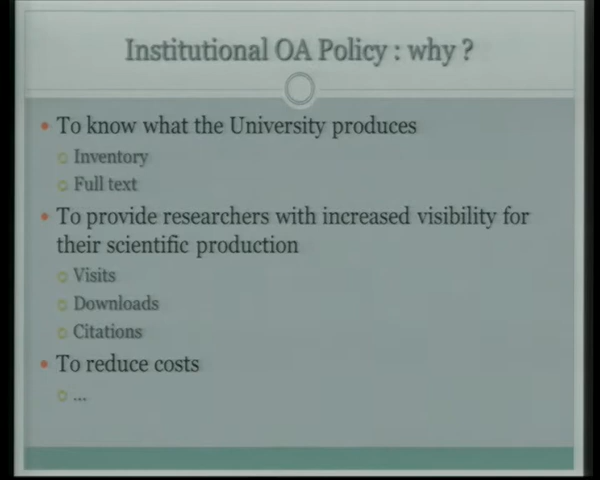 Institutional OA Policy : why ?
To know what the University produces
Inventory
Full text
To provide researchers with increased visibility for
their scientific production
Visits
Downloads
Citations
To reduce costs
...